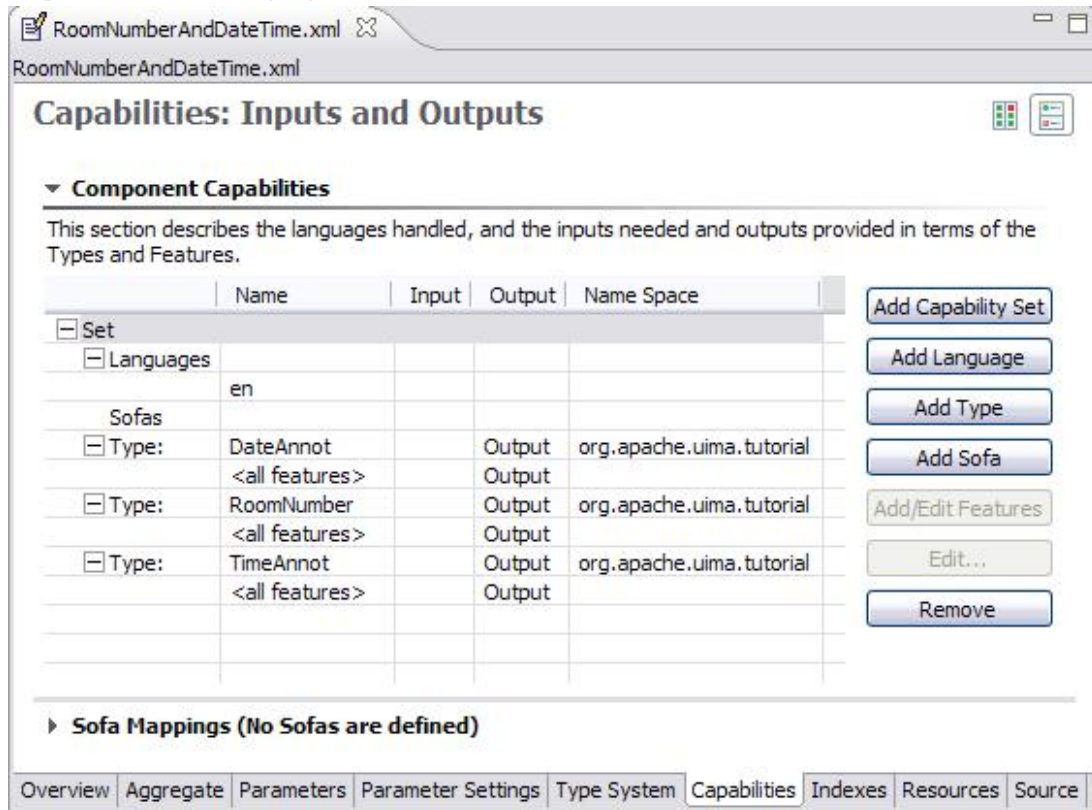 RoomNumberAndDateTime.xml
RoomNumberAndDateTime.xml
Capabilities: Inputs and Outputs
Component Capabilities
This section describes the languages handled, and the inputs needed and outputs provided in terms of the
Types and Features.
Name Input Output Name Space
Set
Languages
en
Sofas
Type: DateAnnot Output org.apache.uima.tutorial
<all features> Output
Type: RoomNumber Output org.apache.uima.tutorial
<all features> Output
Type: TimeAnnot Output org.apache.uima.tutorial
<all features> Output
Add Capability Set
Add Language
Add Type
Add Sofa
Add/Edit Features
Edit...
Remove
Sofa Mappings (No Sofas are defined)
Overview Aggregate Parameters Parameter Settings Type System Capabilities Indexes Resources Source